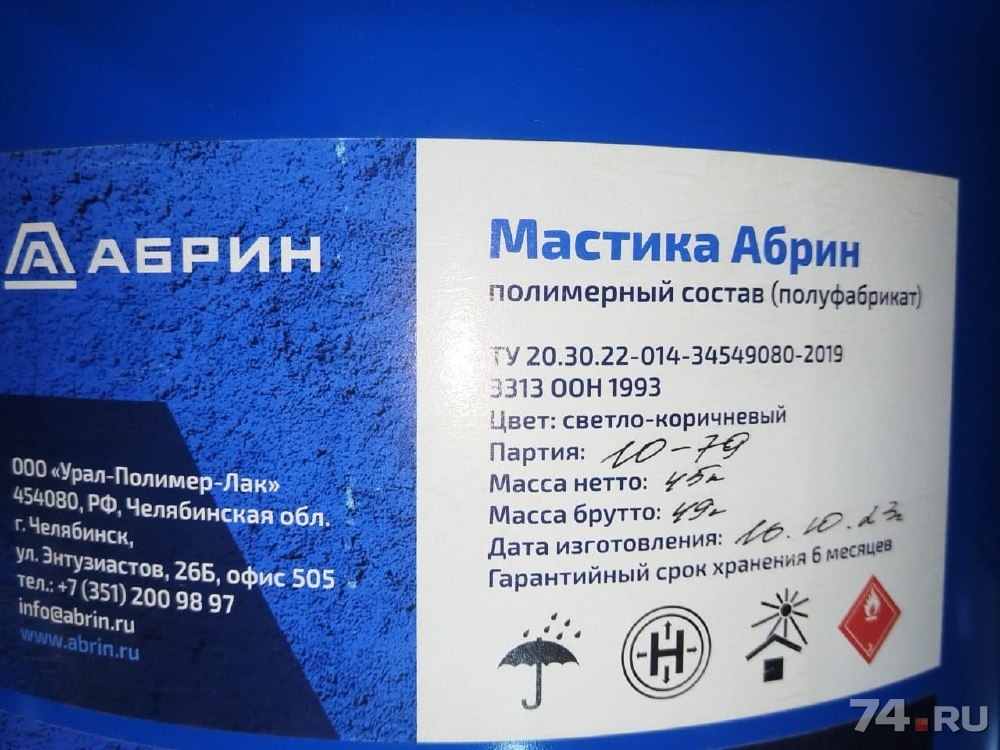 АБРИН
ООО «Урал-Полимер-Лак»
454080, РФ, Челябинская обл.
г. Челябинск,
ул. Энтузиастов, 26Б, офис 505
тел.: +7 (351) 200 98 97
info@abrin.ru
www.abrin.ru
Мастика Абрин
полимерный состав (полуфабрикат)
ТУ 20.30.22-014-34549080-2019
3313 ООН 1993
Цвет: светло-коричневый
Партия: 10-79
Масса нетто: 45г
Масса брутто: 49г
Дата изготовления: 16.10.23г
Гарантийный срок хранения 6 месяцев
Н
3
74.RU